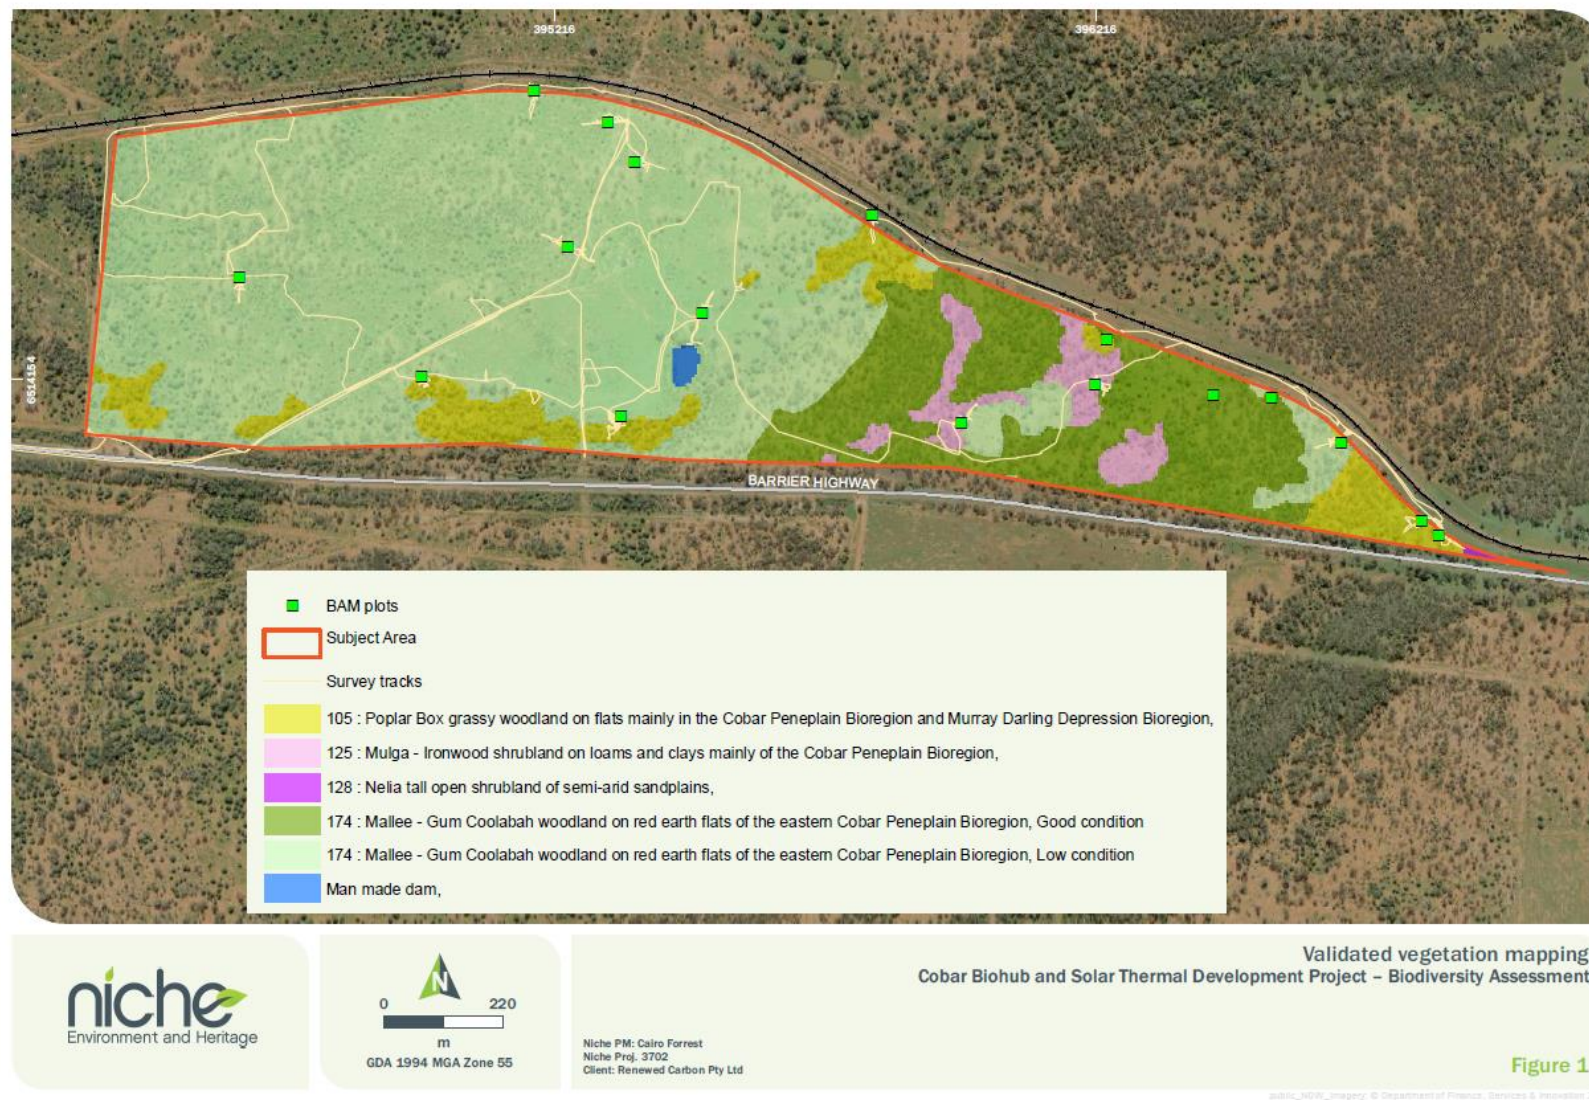 395216
396216
6514154
BARRIER HIGHWAY
BAM plots
Subject Area
Survey tracks
105 : Poplar Box grassy woodland on flats mainly in the Cobar Peneplain Bioregion and Murray Darling Depression Bioregion,
125 : Mulga - Ironwood shrubland on loams and clays mainly of the Cobar Peneplain Bioregion,
128 : Nelia tall open shrubland of semi-arid sandplains,
174 : Mallee - Gum Coolabah woodland on red earth flats of the eastern Cobar Peneplain Bioregion, Good condition
174 : Mallee - Gum Coolabah woodland on red earth flats of the eastern Cobar Peneplain Bioregion, Low condition
Man made dam,
niche
Environment and Heritage
N
0 220
m
GDA 1994 MGA Zone 55
Niche PM: Cairo Forrest
Niche Proj. 3702
Client: Renewed Carbon Pty Ltd
Validated vegetation mapping
Cobar Biohub and Solar Thermal Development Project – Biodiversity Assessment
Figure 1
public_NSW_Imagery: © Department of Finance, Services & Innovation